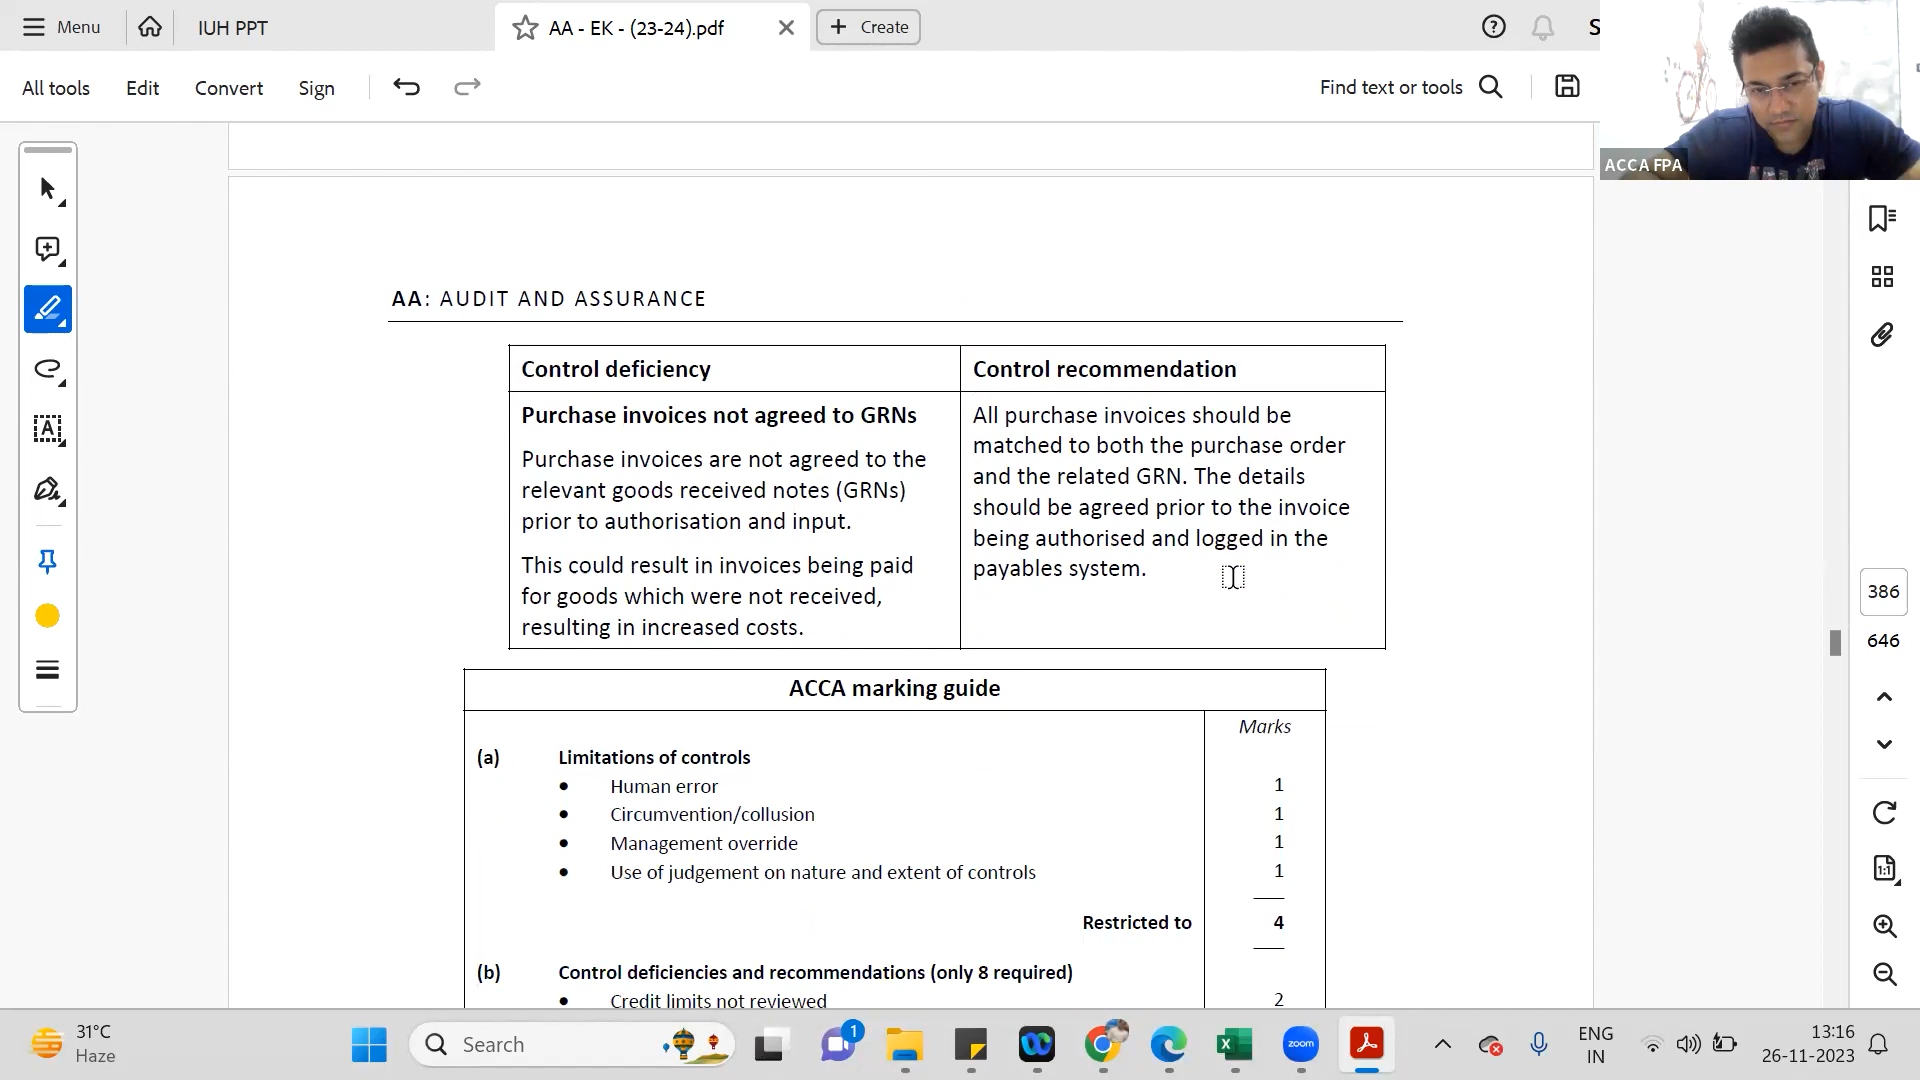 Menu
IUH PPT
AA - EK - (23-24).pdf
Create
S
All tools
Edit
Convert
Sign
Find text or tools
ACCA FPA
AA: AUDIT AND ASSURANCE
Control deficiency
Purchase invoices not agreed to GRNs
Purchase invoices are not agreed to the
relevant goods received notes (GRNs)
prior to authorisation and input.
This could result in invoices being paid
for goods which were not received,
resulting in increased costs.
Control recommendation
All purchase invoices should be
matched to both the purchase order
and the related GRN. The details
should be agreed prior to the invoice
being authorised and logged in the
payables system.
ACCA marking guide
Marks
(a) Limitations of controls
• Human error 1
• Circumvention/collusion 1
• Management override 1
• Use of judgement on nature and extent of controls 1
Restricted to 4
(b) Control deficiencies and recommendations (only 8 required)
• Credit limits not reviewed 2
386
646
1:1
31°C
Haze
Search
1
zoom
ENG
IN
13:16
26-11-2023